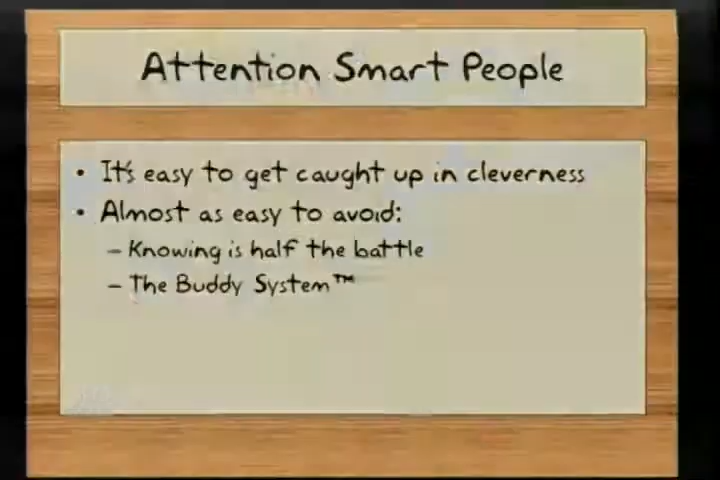 Attention Smart People
• It's easy to get caught up in cleverness
• Almost as easy to avoid:
– Knowing is half the battle
– The Buddy System™